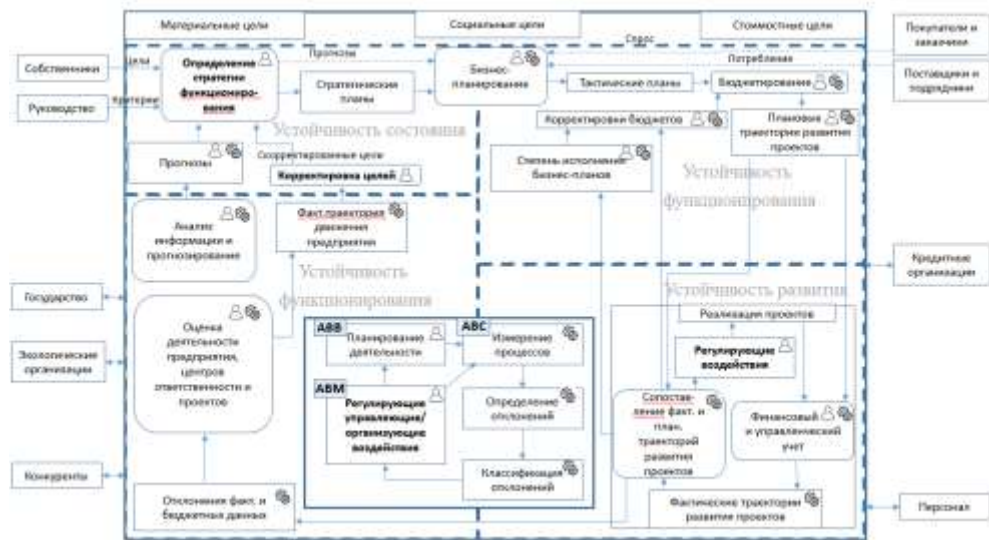 Материальные цели
Социальные цели
Стоимостные цели
Покупатели и
заказчики
Поставщики и
подрядчики
Собственники
Руководство
Цели
Критерии
Определение
стратегии
функциониро-
вания
Прогнозы
Стратегические
планы
Бизнес-
планирование
Спрос
Потребление
Тактические планы
Бюджетирование
Корректировки бюджетов
Плановые
траектории развития
проектов
Устойчивость состояния
Скорректированные цели
Прогнозы
Корректировка целей
Степень исполнения
бизнес-планов
Устойчивость
функционирования
Анализ
информации и
прогнозирование
Факт.траектория
движения
предприятия
Устойчивость
функционирования
Кредитные
организации
Государство
Экологические
организации
Конкуренты
Персонал
Оценка
деятельности
предприятия,
центров
ответственности и
проектов
Отклонения факт. и
бюджетных данных
ABB
Планирование
деятельности
ABC
Измерение
процессов
ABM
Регулирующие
управляющие/
организующие
воздействия
Определение
отклонений
Классификация
отклонений
Устойчивость развития
Реализация проектов
Регулирующие
воздействия
Сопостав-
ление факт. и
план.
траекторий
развития
проектов
Финансовый
и управленческий
учет
Фактические траектории
развития проектов